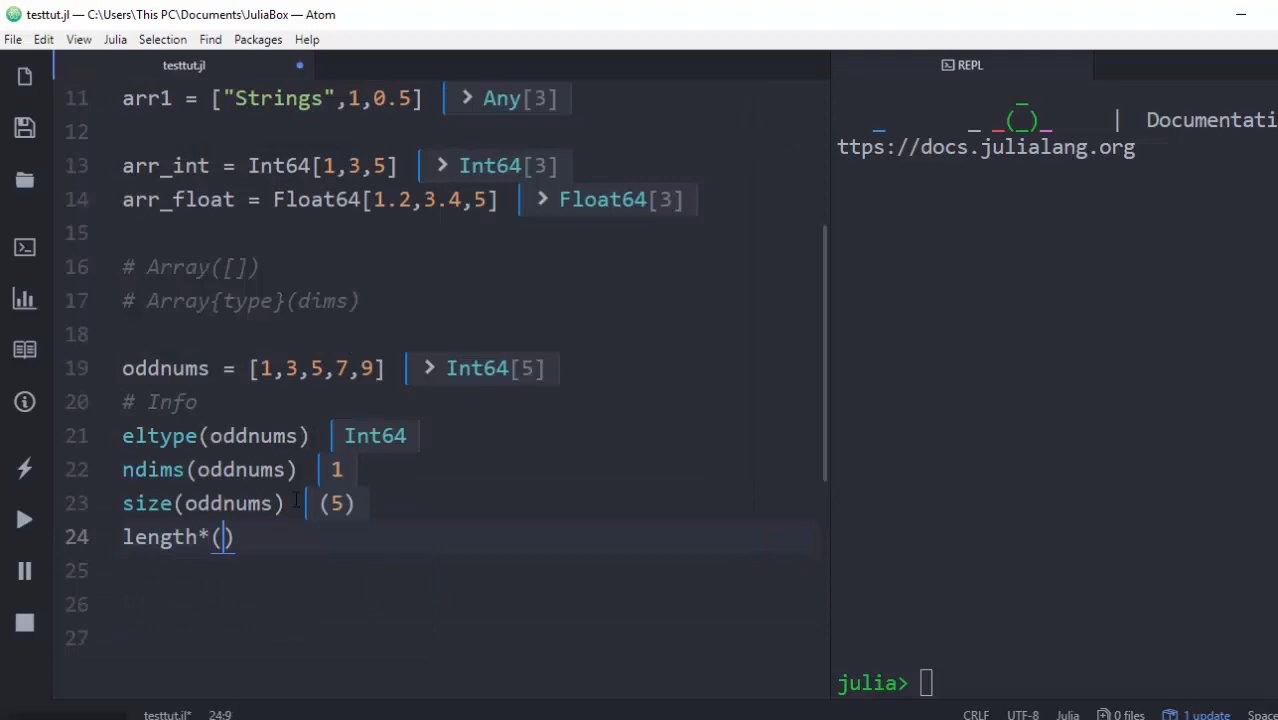 testtut.jl — C:\Users\This PC\Documents\JuliaBox — Atom
File Edit View Julia Selection Find Packages Help
testtut.jl
REPL
11 arr1 = ["Strings",1,0.5] > Any[3]
12
13 arr_int = Int64[1,3,5] > Int64[3]
14 arr_float = Float64[1.2,3.4,5] > Float64[3]
15
16 # Array([])
17 # Array{type}(dims)
18
19 oddnums = [1,3,5,7,9] > Int64[5]
20 # Info
21 eltype(oddnums) Int64
22 ndims(oddnums) 1
23 size(oddnums) (5)
24 length*()
25
26
27
_
_ _ (_)_ | Documentati
ttps://docs.julialang.org
julia>
testtut.jl* 24:9 CRLF UTF-8 Julia 0 files 1 update Spac